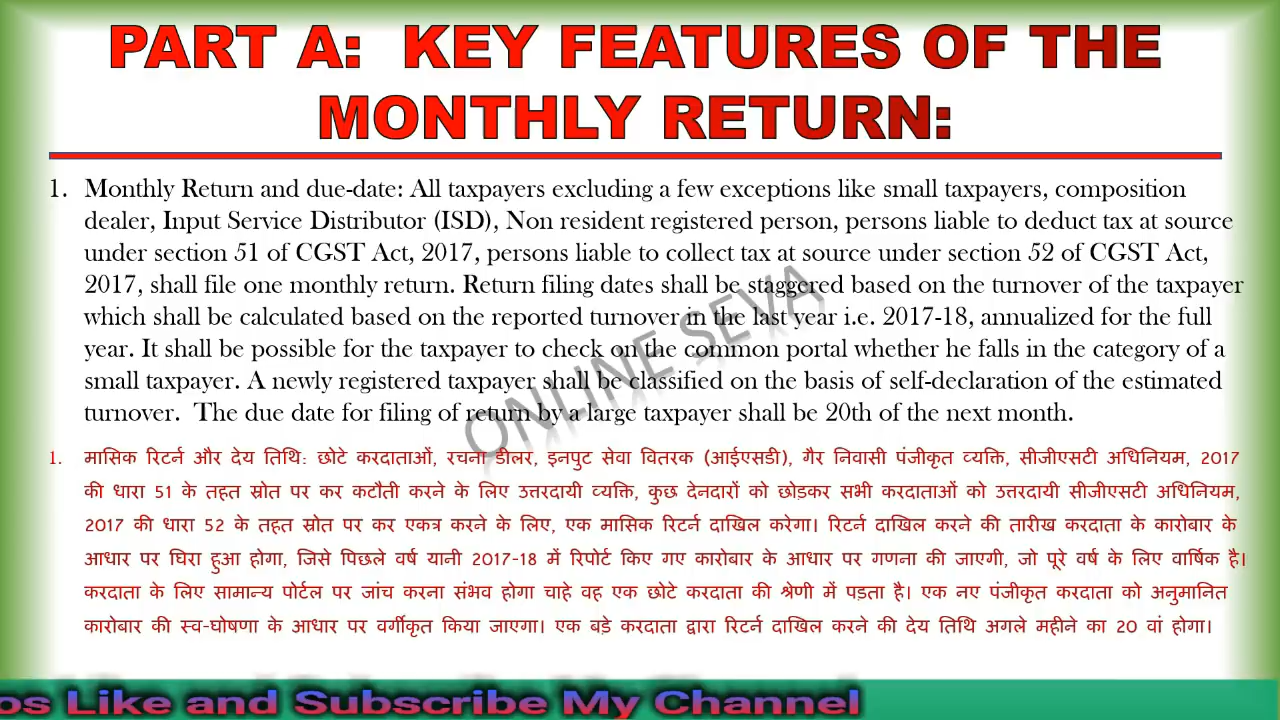 PART A: KEY FEATURES OF THE
MONTHLY RETURN:
1. Monthly Return and due-date: All taxpayers excluding a few exceptions like small taxpayers, composition
dealer, Input Service Distributor (ISD), Non resident registered person, persons liable to deduct tax at source
under section 51 of CGST Act, 2017, persons liable to collect tax at source under section 52 of CGST Act,
2017, shall file one monthly return. Return filing dates shall be staggered based on the turnover of the taxpayer
which shall be calculated based on the reported turnover in the last year i.e. 2017-18, annualized for the full
year. It shall be possible for the taxpayer to check on the common portal whether he falls in the category of a
small taxpayer. A newly registered taxpayer shall be classified on the basis of self-declaration of the estimated
turnover. The due date for filing of return by a large taxpayer shall be 20th of the next month.
ONLINE SEVA
1. मासिक रिटर्न और देय तिथि: छोटे करदाताओं, रचना डीलर, इनपुट सेवा वितरक (आईएसडी), गैर निवासी पंजीकृत व्यक्ति, सीजीएसटी अधिनियम, 2017
की धारा 51 के तहत स्रोत पर कर कटौती करने के लिए उत्तरदायी व्यक्ति, कुछ देनदारों को छोड़कर सभी करदाताओं को उत्तरदायी सीजीएसटी अधिनियम,
2017 की धारा 52 के तहत स्रोत पर कर एकत्र करने के लिए, एक मासिक रिटर्न दाखिल करेगा। रिटर्न दाखिल करने की तारीख करदाता के कारोबार के
आधार पर घिरा हुआ होगा, जिसे पिछले वर्ष यानी 2017-18 में रिपोर्ट किए गए कारोबार के आधार पर गणना की जाएगी, जो पूरे वर्ष के लिए वार्षिक है।
करदाता के लिए सामान्य पोर्टल पर जांच करना संभव होगा चाहे वह एक छोटे करदाता की श्रेणी में पड़ता है। एक नए पंजीकृत करदाता को अनुमानित
कारोबार की स्व-घोषणा के आधार पर वर्गीकृत किया जाएगा। एक बड़े करदाता द्वारा रिटर्न दाखिल करने की देय तिथि अगले महीने का 20 वां होगा।
os Like and Subscribe My Channel